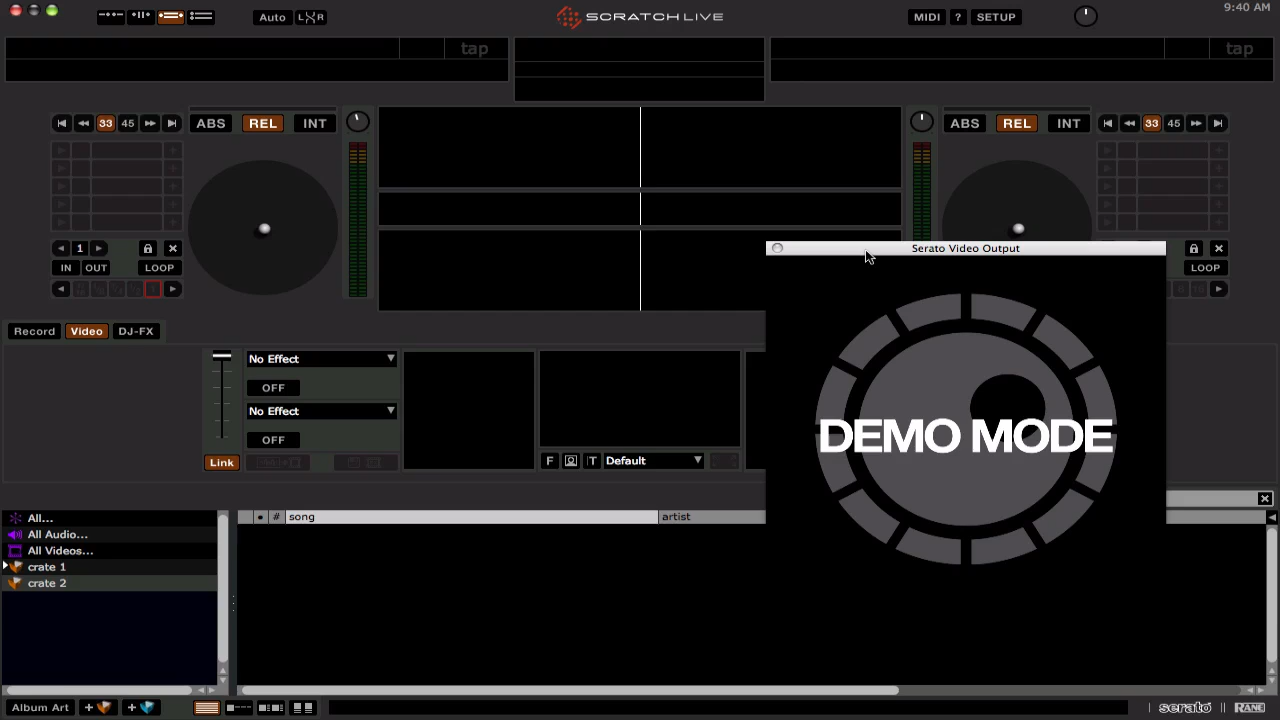 9:40 AM
Auto
LXR
SCRATCH LIVE
MIDI
?
SETUP
tap
tap
33
45
ABS
REL
INT
ABS
REL
INT
33
45
1
IN
OUT
LOOP
LOOP
Serato Video Output
Record
Video
DJ-FX
No Effect
OFF
No Effect
OFF
Link
F
T
Default
DEMO MODE
All...
All Audio...
All Videos...
crate 1
crate 2
#
song
artist
Album Art
serato
RANE